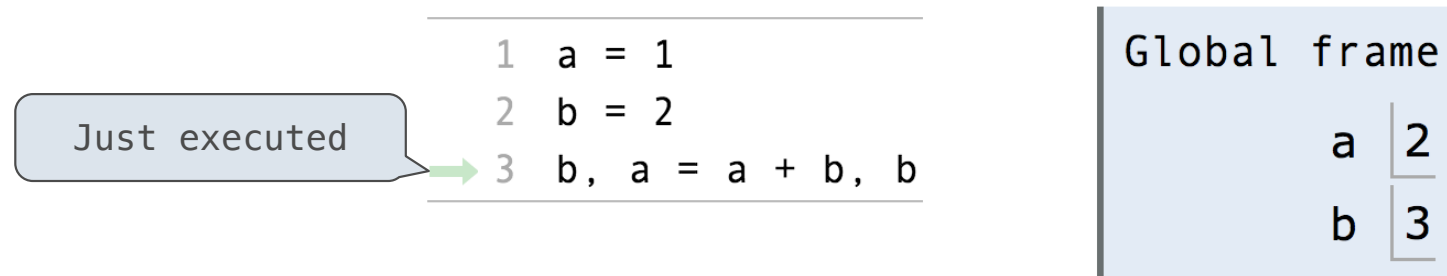 1 a = 1
2 b = 2
Just executed
3 b, a = a + b, b
Global frame
a 2
b 3